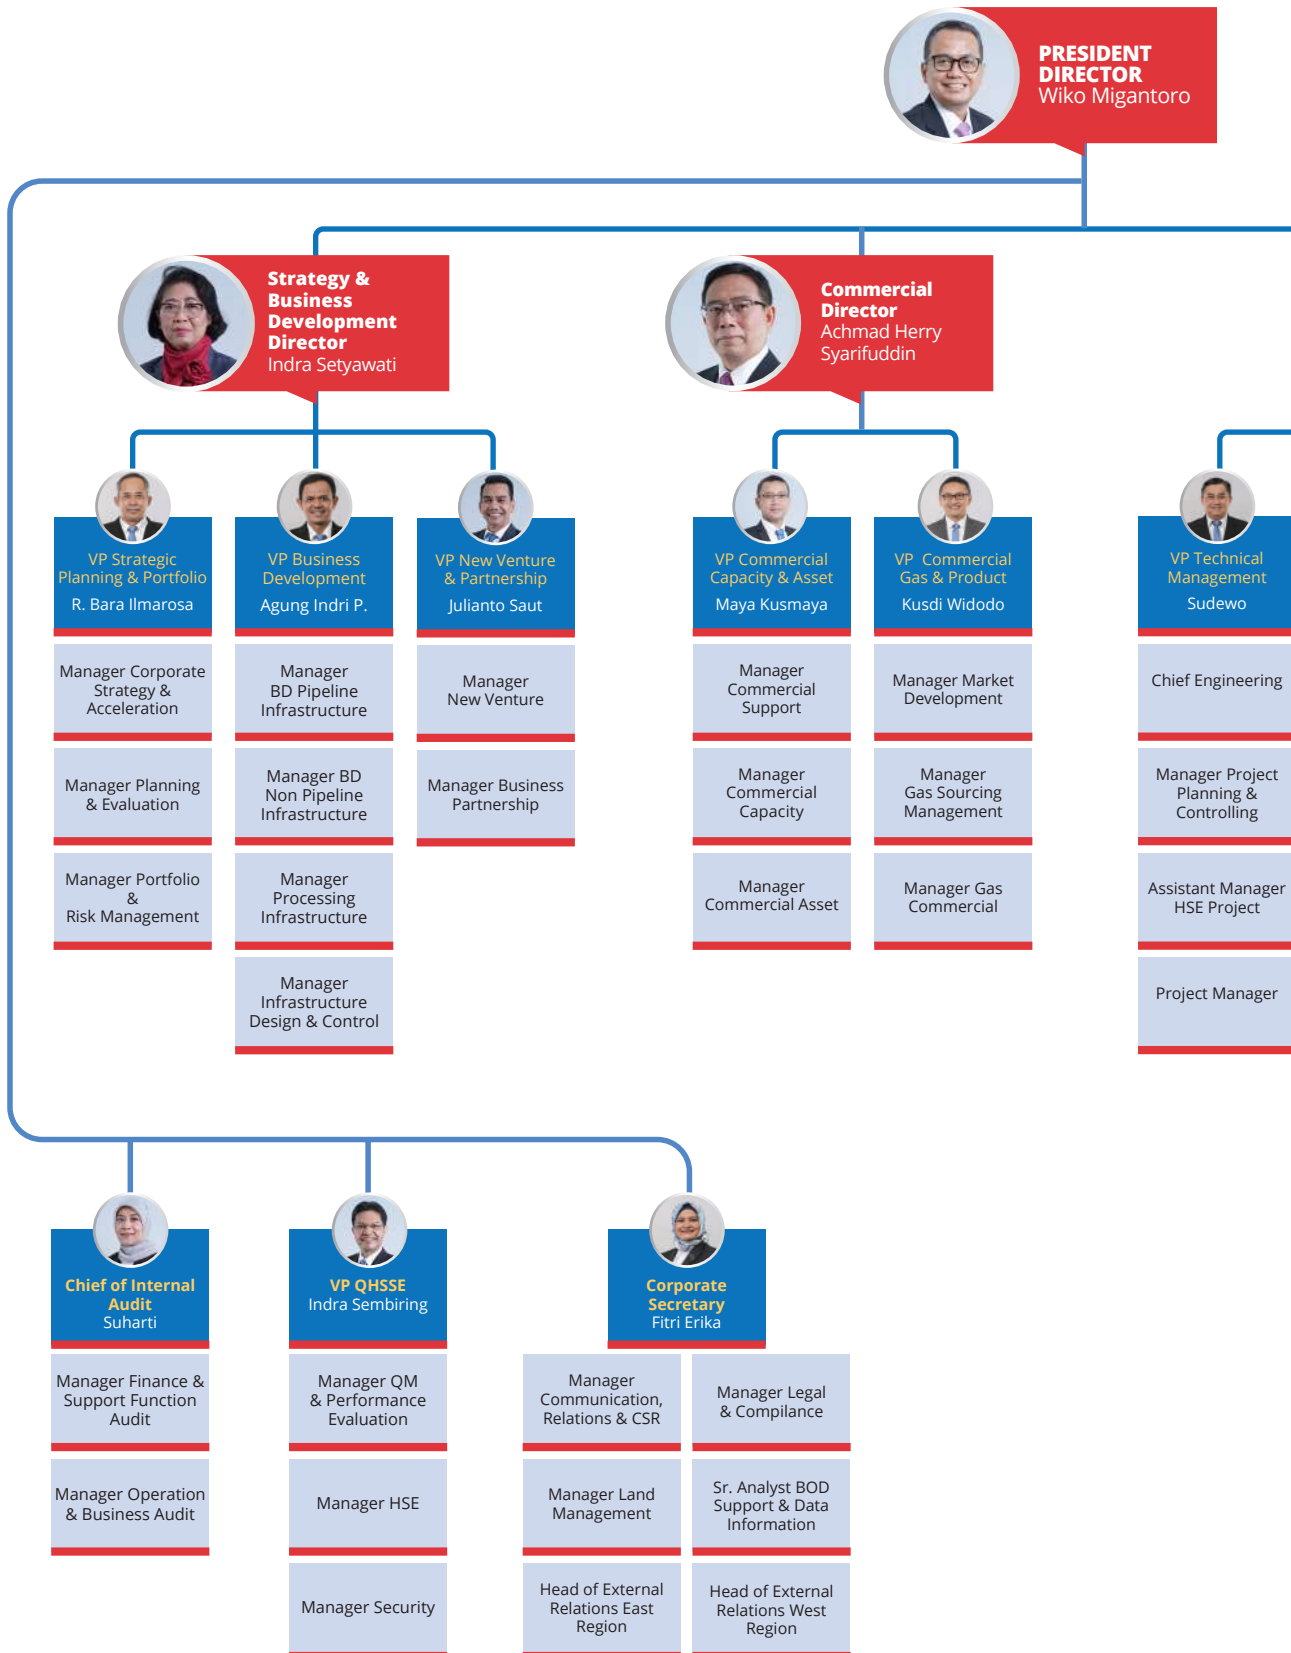 PRESIDENT
DIRECTOR
Wiko Migantoro
Strategy &
Business
Development
Director
Indra Setyawati
Commercial
Director
Achmad Herry
Syarifuddin
VP Strategic
Planning & Portfolio
R. Bara Ilmarosa
Manager Corporate
Strategy &
Acceleration
Manager Planning
& Evaluation
Manager Portfolio
&
Risk Management
VP Business
Development
Agung Indri P.
Manager
BD Pipeline
Infrastructure
Manager BD
Non Pipeline
Infrastructure
Manager
Processing
Infrastructure
Manager
Infrastructure
Design & Control
VP New Venture
& Partnership
Julianto Saut
Manager
New Venture
Manager Business
Partnership
VP Commercial
Capacity & Asset
Maya Kusmaya
Manager
Commercial
Support
Manager
Commercial
Capacity
Manager
Commercial Asset
VP Commercial
Gas & Product
Kusdi Widodo
Manager Market
Development
Manager
Gas Sourcing
Management
Manager Gas
Commercial
VP Technical
Management
Sudewo
Chief Engineering
Manager Project
Planning &
Controlling
Assistant Manager
HSE Project
Project Manager
Chief of Internal
Audit
Suharti
Manager Finance &
Support Function
Audit
Manager Operation
& Business Audit
VP QHSSE
Indra Sembiring
Manager QM
& Performance
Evaluation
Manager HSE
Manager Security
Corporate
Secretary
Fitri Erika
Manager
Communication,
Relations & CSR
Manager Land
Management
Head of External
Relations East
Region
Manager Legal
& Compilance
Sr. Analyst BOD
Support & Data
Information
Head of External
Relations West
Region